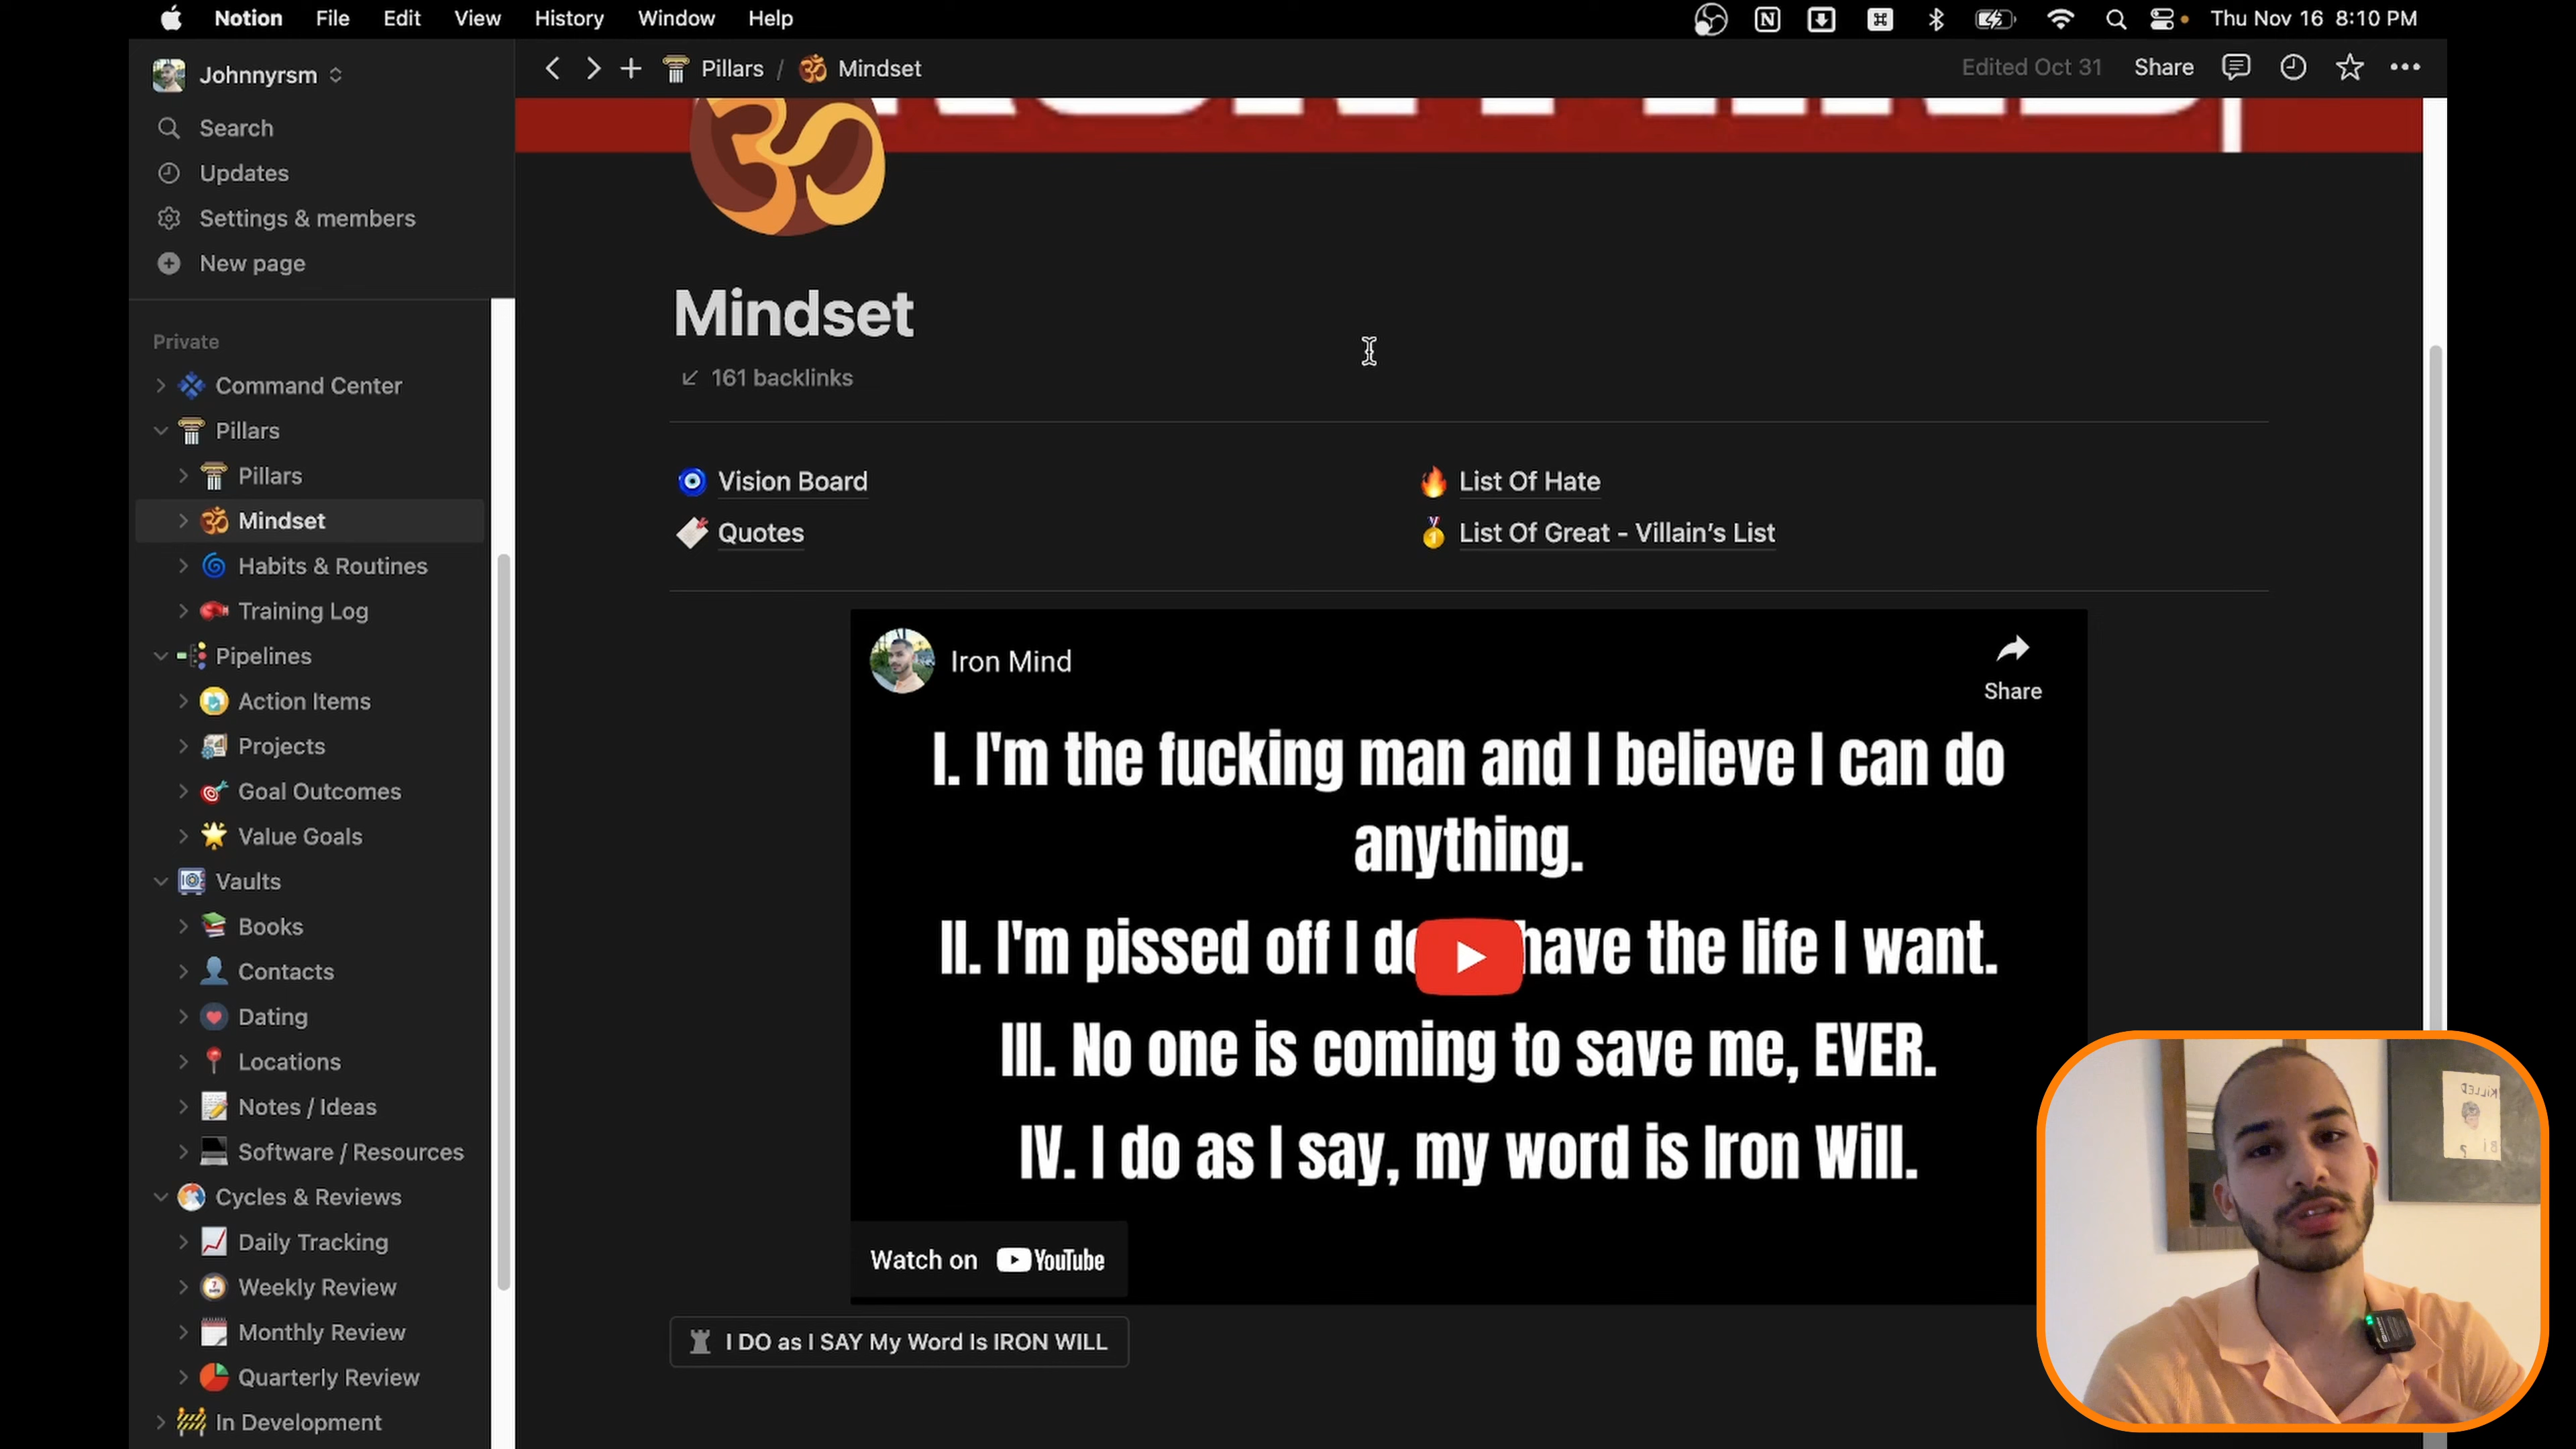 Notion File Edit View History Window Help Thu Nov 16 8:10 PM
Johnnyrsm
Search
Updates
Settings & members
New page
Private
Command Center
Pillars
Pillars
Mindset
Habits & Routines
Training Log
Pipelines
Action Items
Projects
Goal Outcomes
Value Goals
Vaults
Books
Contacts
Dating
Locations
Notes / Ideas
Software / Resources
Cycles & Reviews
Daily Tracking
Weekly Review
Monthly Review
Quarterly Review
In Development
Pillars / Mindset Edited Oct 31 Share
Mindset
161 backlinks
Vision Board
Quotes
List Of Hate
List Of Great - Villain's List
Iron Mind
Share
I. I'm the fucking man and I believe I can do
anything.
II. I'm pissed off I do have the life I want.
III. No one is coming to save me, EVER.
IV. I do as I say, my word is Iron Will.
Watch on YouTube
I DO as I SAY My Word Is IRON WILL